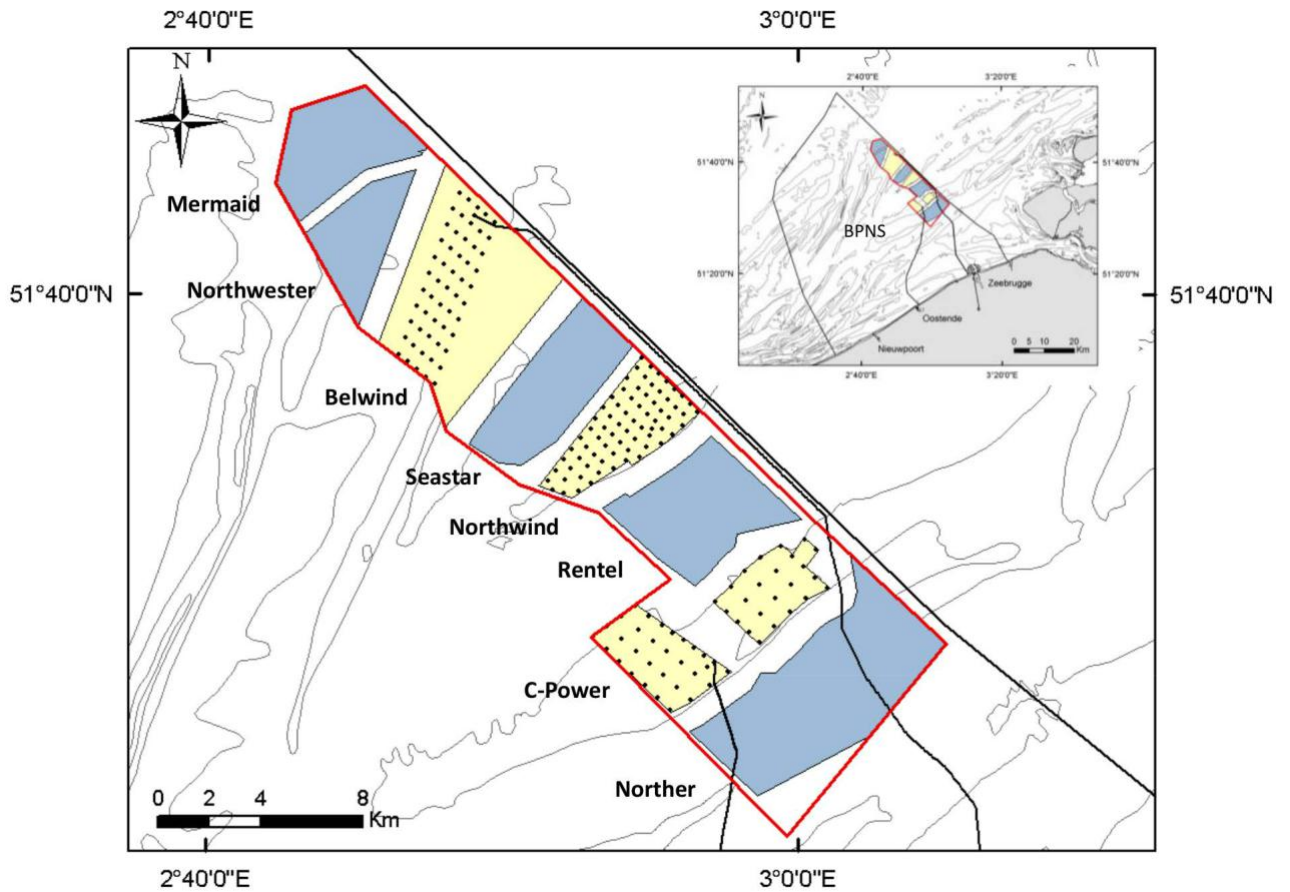 2°40'0"E 3°0'0"E
N
2°40'0"E 3°20'0"E
N
51°40'0"N 51°40'0"N
Mermaid
BPNS
Northwester
51°40'0"N 51°40'0"N
51°20'0"N 51°20'0"N
Zeebrugge
Oostende
Nieuwpoort
0 5 10 20
Km
2°40'0"E 3°20'0"E
Belwind
Seastar
Northwind
Rentel
C-Power
Norther
0 2 4 8
Km
2°40'0"E 3°0'0"E